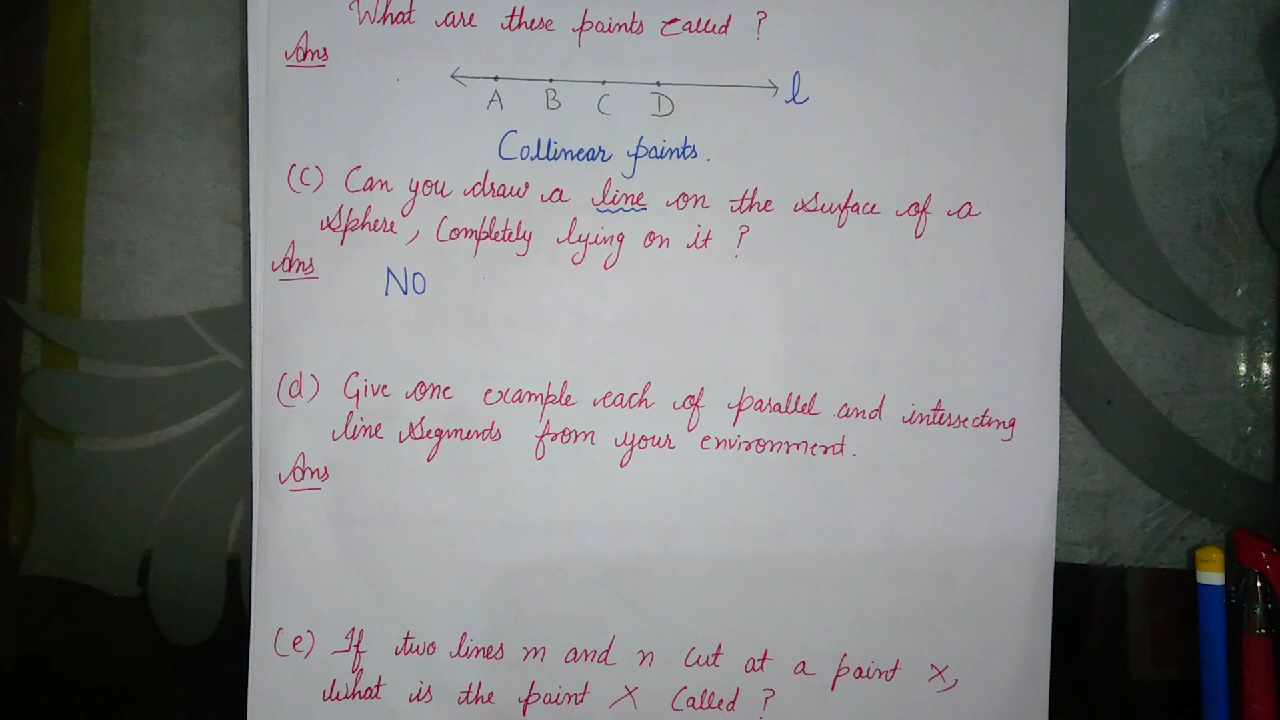 What are these points called ?
Ans
A B C D l
Collinear points.
(C) Can you draw a line on the surface of a
sphere, Completely lying on it ?
Ans
NO
(d) Give one example each of parallel and intersecting
line segments from your environment.
Ans
(e) If two lines m and n cut at a point X,
what is the point X Called ?